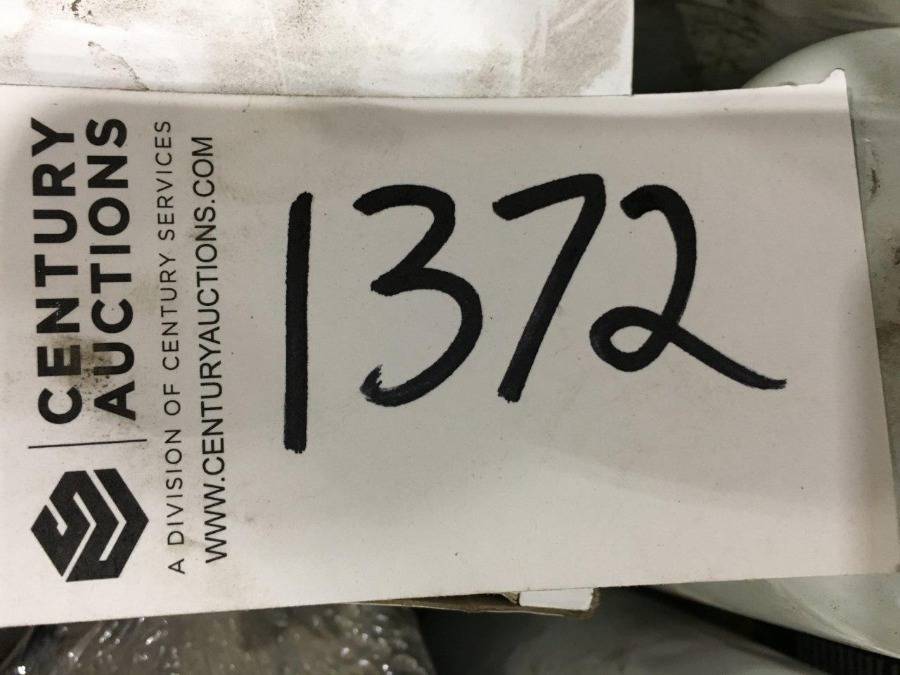 CENTURY
AUCTIONS
A DIVISION OF CENTURY SERVICES
WWW.CENTURYAUCTIONS.COM
1372